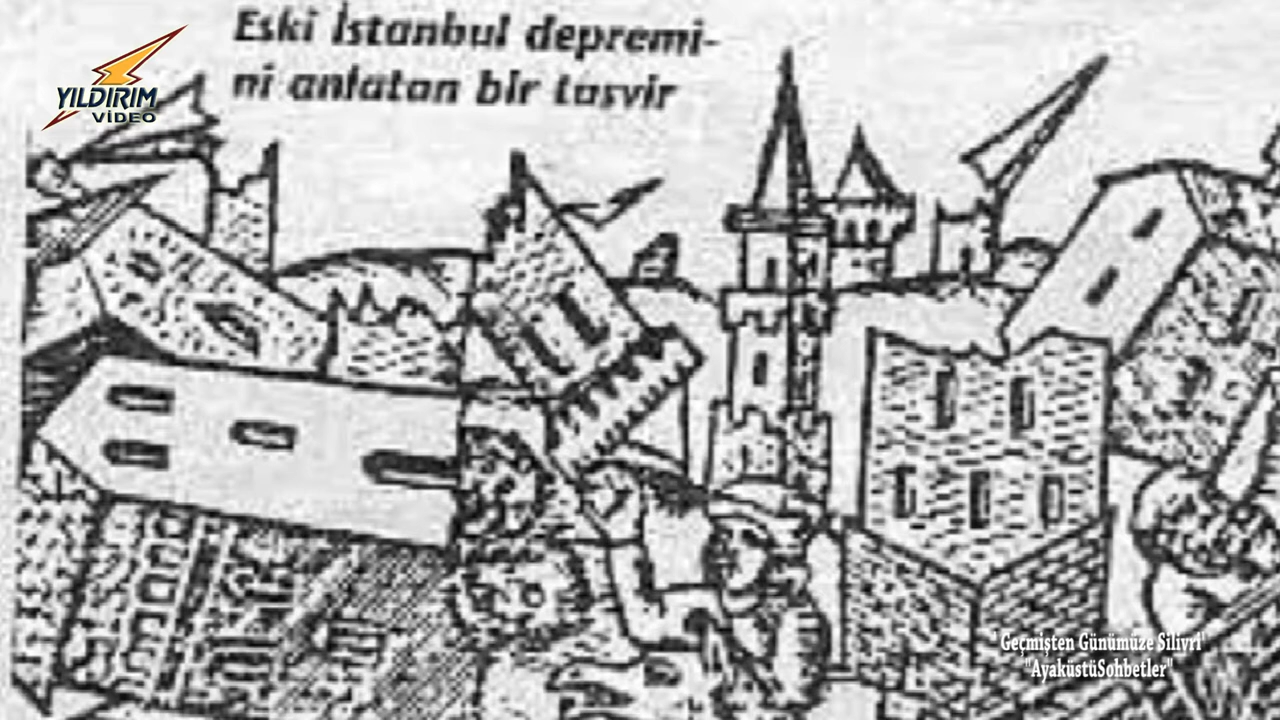 Eski İstanbul depremi-
ni anlatan bir tasvir
YILDIRIM
VİDEO
' Geçmişten Günümüze Silivri'
"AyaküstüSohbetler"